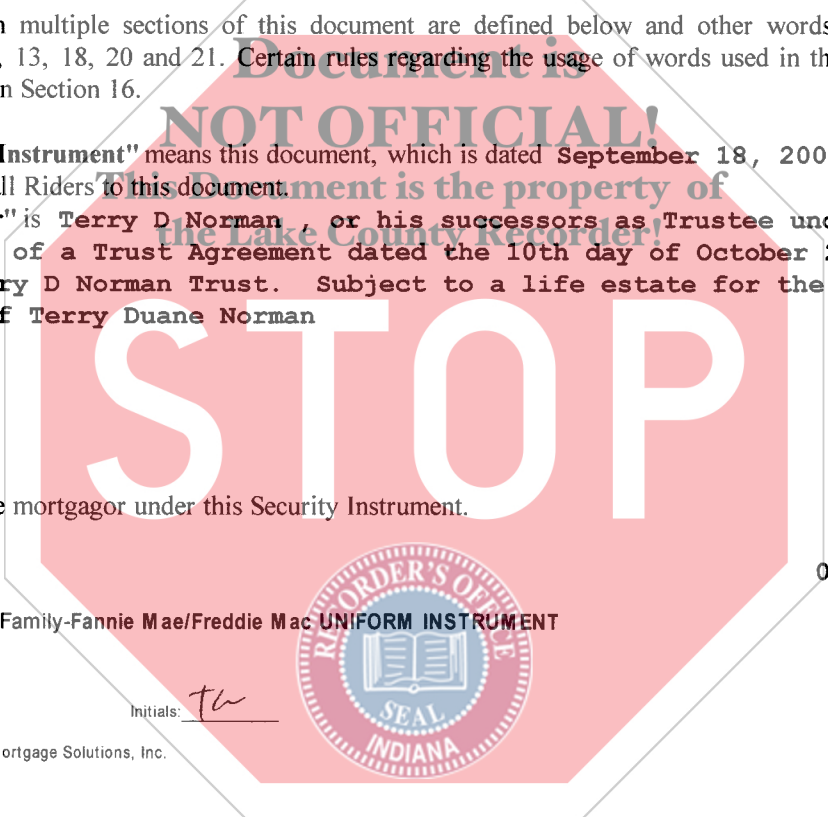 multiple sections of this document are defined below and other words
13, 18, 20 and 21. Certain rules regarding the usage of words used in
Section 16.
Document is
NOT OFFICIAL!
This Document is the property of
the Lake County Recorder!
Instrument" means this document, which is dated September 18, 200
Riders to this document.
is Terry D Norman , or his successors as Trustee
of a Trust Agreement dated the 10th day of October
D Norman Trust. Subject to a life estate for the
Terry Duane Norman
STOP
mortgagor under this Security Instrument.
0
Family-Fannie Mae/Freddie Mac UNIFORM INSTRUMENT
RECORDER'S OFFICE
SEAL
INDIANA
Initials:
ortgage Solutions, Inc.